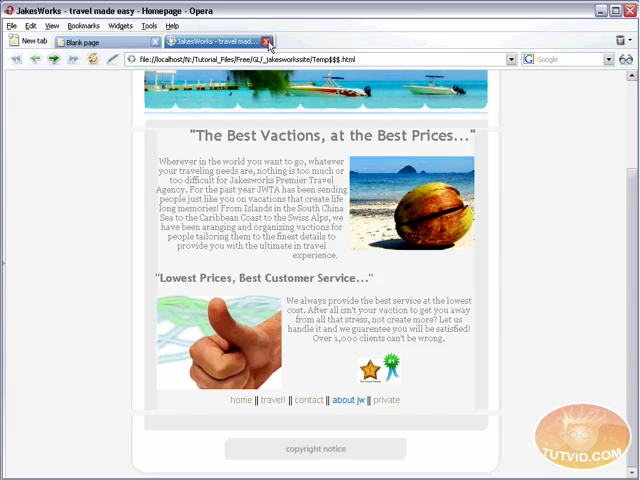 JakesWorks - travel made easy - Homepage - Opera
File Edit View Bookmarks Widgets Tools Help
New tab Blank page JakesWorks - travel mad...
file://localhost/N:/Tutorial_Files/Free/GL/_jakesworkssite/Temp$$$.html Google
"The Best Vactions, at the Best Prices..."
Wherever in the world you want to go, whatever
your traveling needs are, nothing is too much or
too difficult for Jakesworks Premier Travel
Agency. For the past year JWTA has been sending
people just like you on vacations that create life
long memories! From Islands in the South China
Sea to the Caribbean Coast to the Swiss Alps, we
have been aranging and organizing vactions for
people tailoring them to the finest details to
provide you with the ultimate in travel
experience.
"Lowest Prices, Best Customer Service..."
We always provide the best service at the lowest
cost. After all isn't your vaction to get you away
from all that stress, not create more? Let us
handle it and we guarentee you will be satisfied!
Over 1,000 clients can't be wrong.
#1
home || travel! || contact || about jw || private
copyright notice
TUTVID.COM